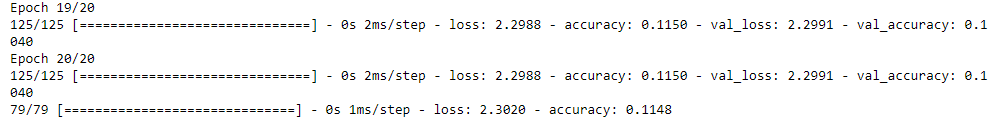 Epoch 19/20
125/125 [==============================] - 0s 2ms/step - loss: 2.2988 - accuracy: 0.1150 - val_loss: 2.2991 - val_accuracy: 0.1
040
Epoch 20/20
125/125 [==============================] - 0s 2ms/step - loss: 2.2988 - accuracy: 0.1150 - val_loss: 2.2991 - val_accuracy: 0.1
040
79/79 [==============================] - 0s 1ms/step - loss: 2.3020 - accuracy: 0.1148